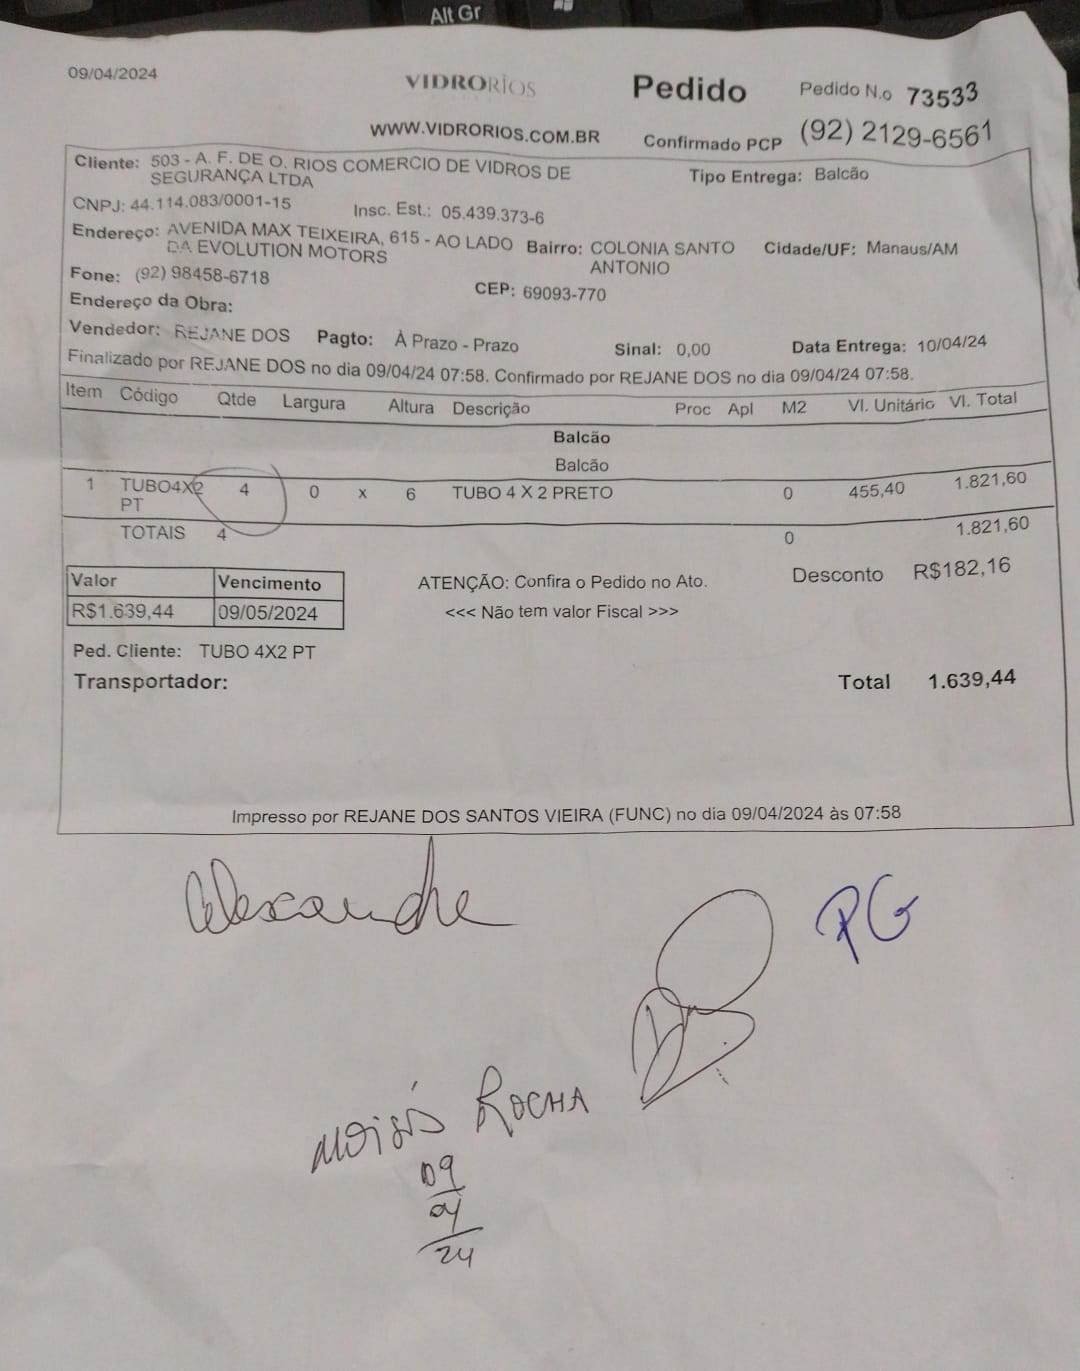 Alt Gr
09/04/2024
VIDRORÍOS
Pedido
Pedido N.o 73533
WWW.VIDRORIOS.COM.BR
Confirmado PCP (92) 2129-6561
Cliente: 503 - A. F. DE O. RIOS COMERCIO DE VIDROS DE
SEGURANÇA LTDA
Tipo Entrega: Balcão
CNPJ: 44.114.083/0001-15 Insc. Est.: 05.439.373-6
Endereço: AVENIDA MAX TEIXEIRA, 615 - AO LADO
DA EVOLUTION MOTORS
Bairro: COLONIA SANTO
ANTONIO
Cidade/UF: Manaus/AM
Fone: (92) 98458-6718
CEP: 69093-770
Endereço da Obra:
Vendedor: REJANE DOS Pagto: À Prazo - Prazo Sinal: 0,00 Data Entrega: 10/04/24
Finalizado por REJANE DOS no dia 09/04/24 07:58. Confirmado por REJANE DOS no dia 09/04/24 07:58.
Item Código Qtde Largura Altura Descrição Proc Apl M2 Vl. Unitário Vl. Total
Balcão
Balcão
1 TUBO4X2 4 0 x 6 TUBO 4 X 2 PRETO 0 455,40 1.821,60
PT
TOTAIS 4 0 1.821,60
Valor Vencimento
R$1.639,44 09/05/2024
ATENÇÃO: Confira o Pedido no Ato.
<<< Não tem valor Fiscal >>>
Desconto R$182,16
Ped. Cliente: TUBO 4X2 PT
Transportador:
Total 1.639,44
Impresso por REJANE DOS SANTOS VIEIRA (FUNC) no dia 09/04/2024 às 07:58
Alexandre
PG
MOISÉS ROCHA
09
04
24